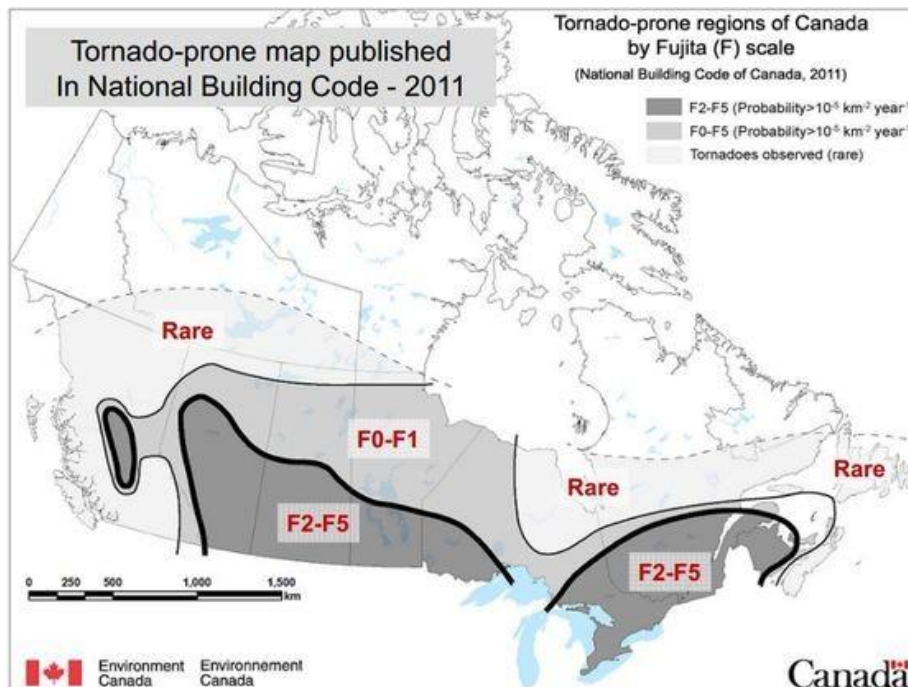 Tornado-prone map published
In National Building Code - 2011
Tornado-prone regions of Canada
by Fujita (F) scale
(National Building Code of Canada, 2011)
F2-F5 (Probability>10⁻⁵ km⁻² year⁻
F0-F5 (Probability>10⁻⁵ km⁻² year⁻
Tornadoes observed (rare)
Rare
F0-F1
Rare
Rare
F2-F5
F2-F5
0 250 500 1,000 1,500
km
Environment Environnement
Canada Canada
Canada